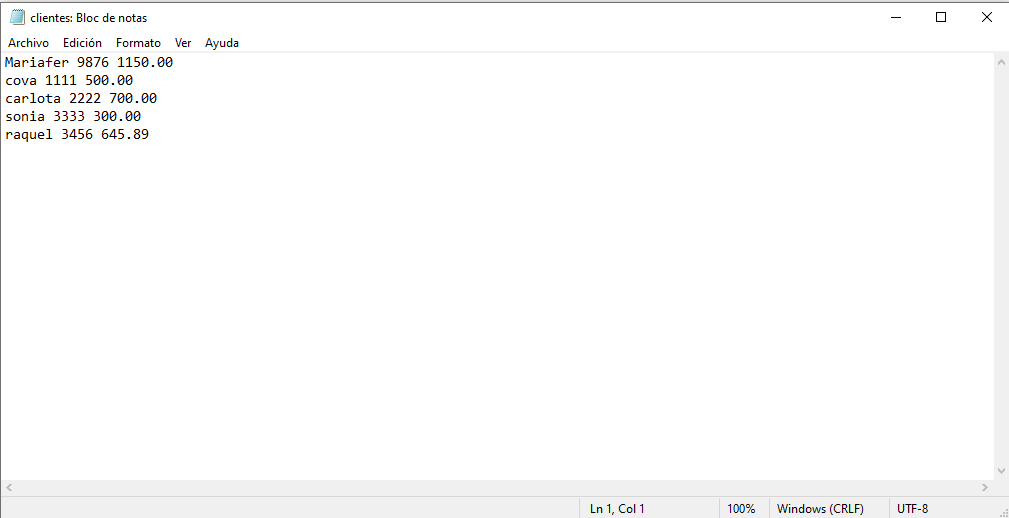 clientes: Bloc de notas
Archivo Edición Formato Ver Ayuda
Mariafer 9876 1150.00
cova 1111 500.00
carlota 2222 700.00
sonia 3333 300.00
raquel 3456 645.89
Ln 1, Col 1 100% Windows (CRLF) UTF-8